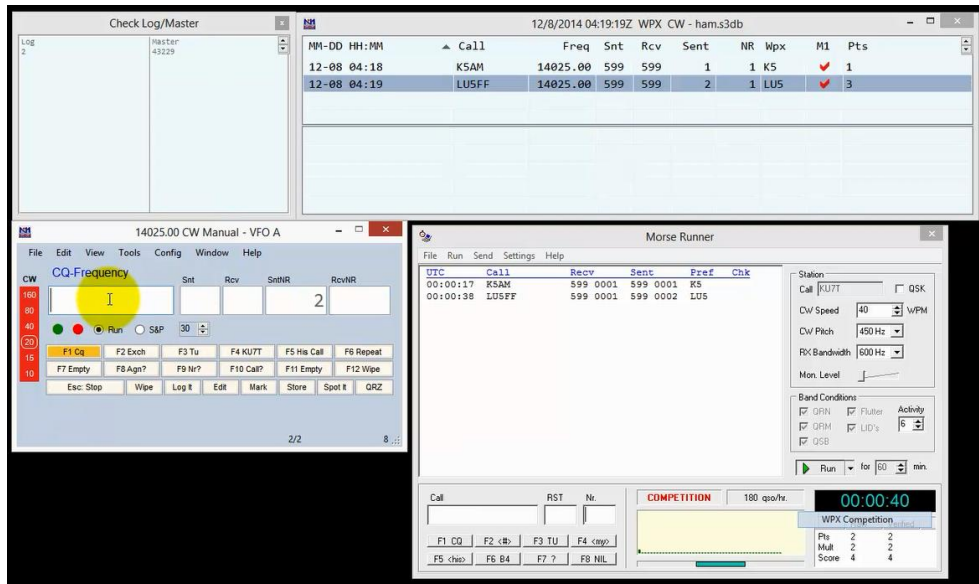 Check Log/Master
x
Log
2
Master
43229
12/8/2014 04:19:19Z WPX CW - ham.s3db
MM-DD HH:MM Call Freq Snt Rcv Sent NR Wpx M1 Pts
12-08 04:18 K5AM 14025.00 599 599 1 1 K5 1
12-08 04:19 LU5FF 14025.00 599 599 2 1 LU5 3
14025.00 CW Manual - VFO A
File Edit View Tools Config Window Help
CW
160
80
40
20
15
10
CQ-Frequency
Snt Rcv SntNR RcvNR
2
Run S&P 30
F1 Cq F2 Exch F3 Tu F4 KU7T F5 His Call F6 Repeat
F7 Empty F8 Agn? F9 Nr? F10 Call? F11 Empty F12 Wipe
Esc: Stop Wipe Log It Edit Mark Store Spot It QRZ
2/2 8
Morse Runner
File Run Send Settings Help
UTC Call Recv Sent Pref Chk
00:00:17 K5AM 599 0001 599 0001 K5
00:00:38 LU5FF 599 0001 599 0002 LU5
Station
Call KU7T QSK
CW Speed 40 WPM
CW Pitch 450 Hz
RX Bandwidth 600 Hz
Mon. Level
Band Conditions
QRN Flutter Activity
QRM LID's 6
QSB
Run for 60 min.
Call RST Nr.
F1 CQ F2 <#> F3 TU F4 <my>
F5 <his> F6 B4 F7 ? F8 NIL
COMPETITION 180 qso/hr.
00:00:40
WPX Competition
Pts 2 2
Mult 2 2
Score 4 4